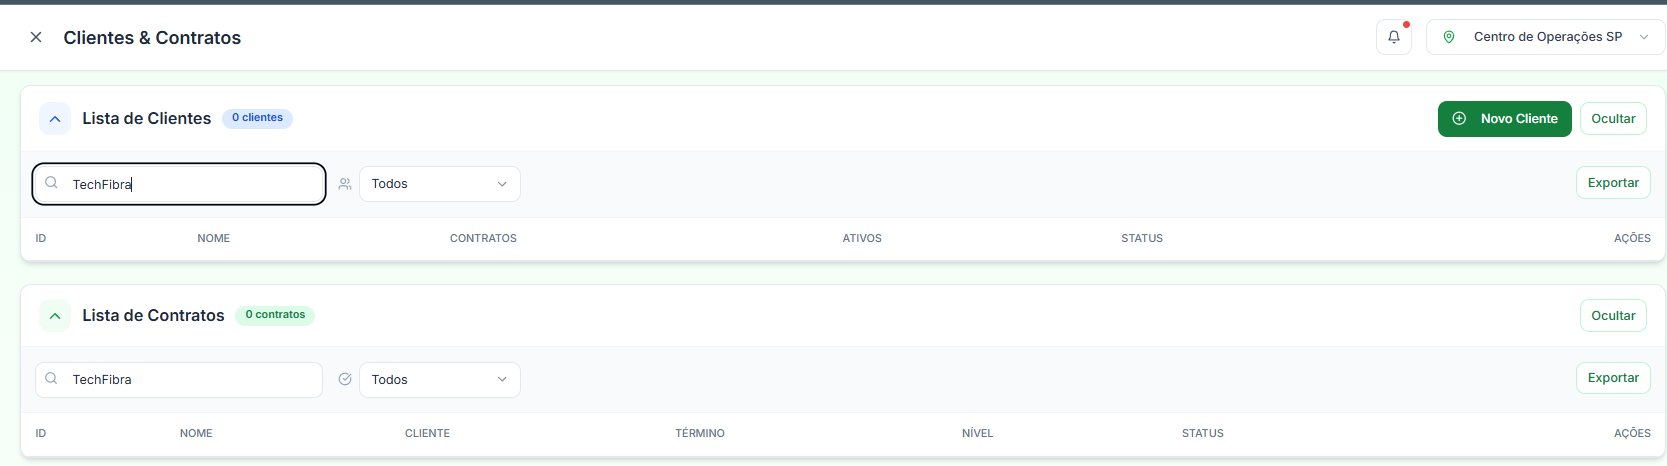 Clientes & Contratos
Centro de Operações SP
Lista de Clientes
0 clientes
Novo Cliente
Ocultar
TechFibra
Todos
Exportar
ID NOME CONTRATOS ATIVOS STATUS AÇÕES
Lista de Contratos
0 contratos
Ocultar
TechFibra
Todos
Exportar
ID NOME CLIENTE TÉRMINO NÍVEL STATUS AÇÕES